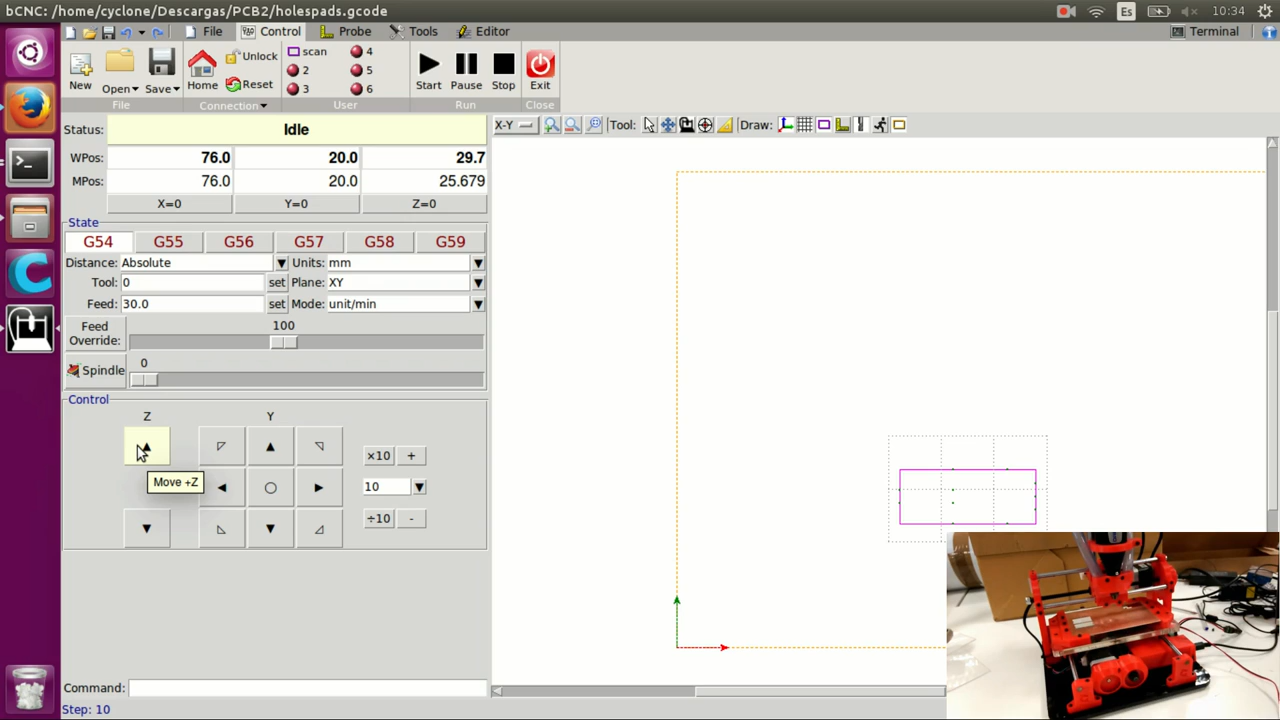 bCNC: /home/cyclone/Descargas/PCB2/holespads.gcode
Es
10:34
File Control Probe Tools Editor Terminal
New Open Save
File
Home Unlock Reset
Connection
scan 4
2 5
3 6
User
Start Pause Stop
Run
Exit
Close
Status: Idle
WPos: 76.0 20.0 29.7
MPos: 76.0 20.0 25.679
X=0 Y=0 Z=0
State
G54 G55 G56 G57 G58 G59
Distance: Absolute Units: mm
Tool: 0 set Plane: XY
Feed: 30.0 set Mode: unit/min
Feed Override: 100
Spindle 0
Control
Z Y
×10 +
Move +Z
10
÷10 -
Command:
Step: 10
X-Y Tool: Draw: